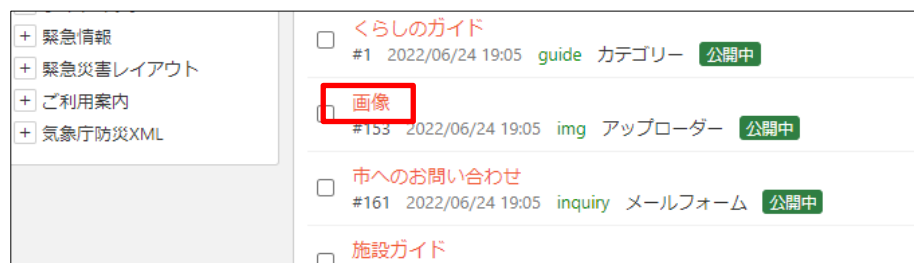 緊急情報
緊急災害レイアウト
ご利用案内
気象庁防災XML
くらしのガイド
#1 2022/06/24 19:05 guide カテゴリー 公開中
画像
#153 2022/06/24 19:05 img アップローダー 公開中
市へのお問い合わせ
#161 2022/06/24 19:05 inquiry メールフォーム 公開中
施設ガイド